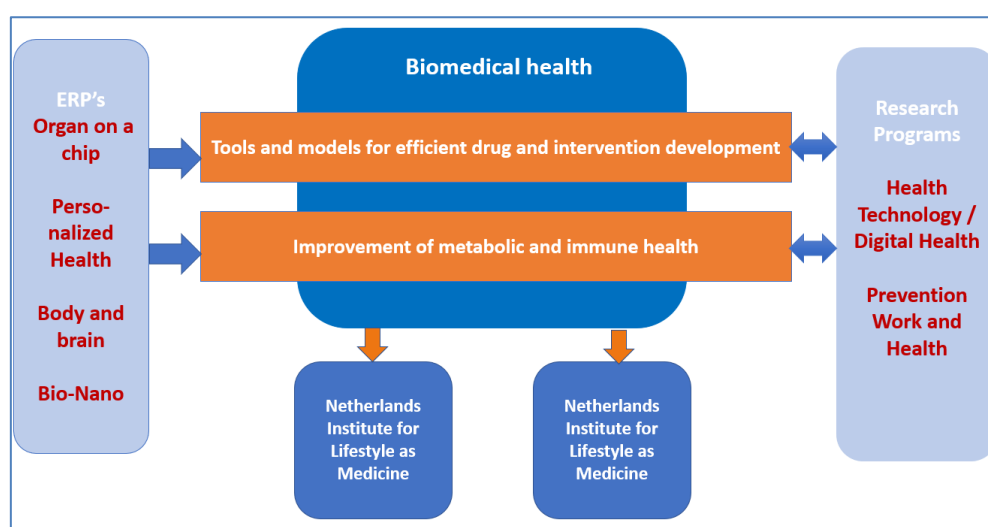 ERP's
Organ on a
chip
Perso-
nalized
Health
Body and
brain
Bio-Nano
Biomedical health
Tools and models for efficient drug and intervention development
Improvement of metabolic and immune health
Netherlands
Institute for
Lifestyle as
Medicine
Netherlands
Institute for
Lifestyle as
Medicine
Research
Programs
Health
Technology /
Digital Health
Prevention
Work and
Health